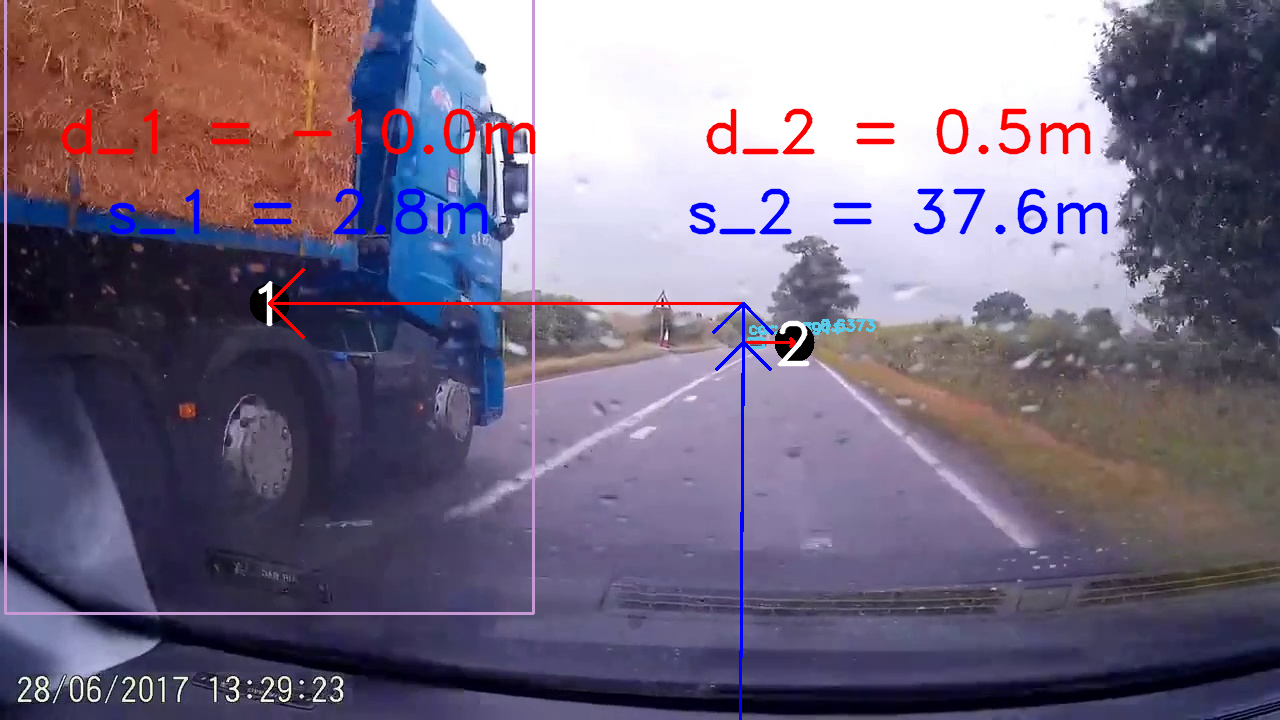 d_1 = -10.0m
d_2 = 0.5m
s_1 = 2.8m
s_2 = 37.6m
1
2
28/06/2017 13:29:23